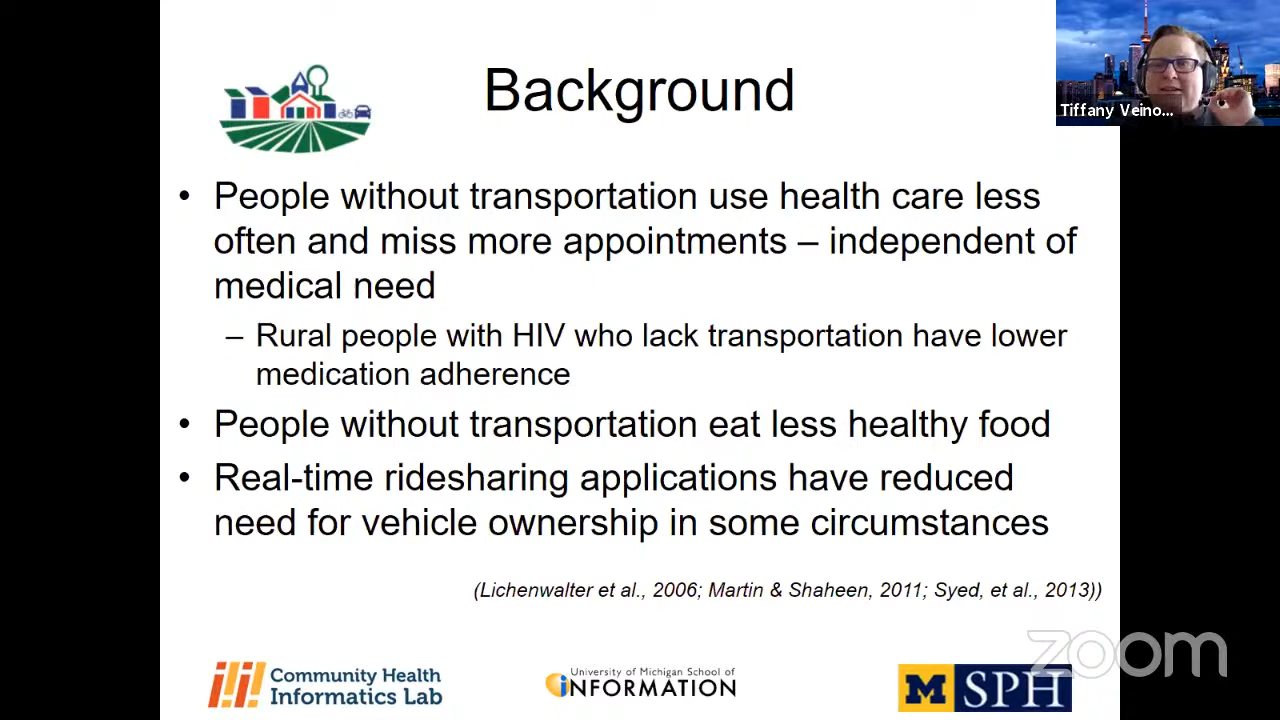 Background
Tiffany Veino...
• People without transportation use health care less
often and miss more appointments – independent of
medical need
– Rural people with HIV who lack transportation have lower
medication adherence
• People without transportation eat less healthy food
• Real-time ridesharing applications have reduced
need for vehicle ownership in some circumstances
(Lichenwalter et al., 2006; Martin & Shaheen, 2011; Syed, et al., 2013))
zoom
Community Health
Informatics Lab
University of Michigan School of
iNFORMATION
M SPH